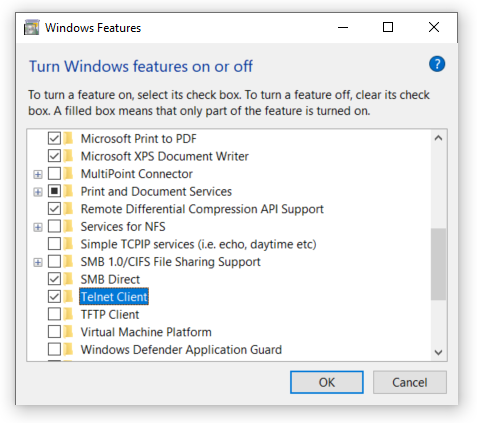 Windows Features
Turn Windows features on or off
To turn a feature on, select its check box. To turn a feature off, clear its check
box. A filled box means that only part of the feature is turned on.
Microsoft Print to PDF
Microsoft XPS Document Writer
MultiPoint Connector
Print and Document Services
Remote Differential Compression API Support
Services for NFS
Simple TCPIP services (i.e. echo, daytime etc)
SMB 1.0/CIFS File Sharing Support
SMB Direct
Telnet Client
TFTP Client
Virtual Machine Platform
Windows Defender Application Guard
OK Cancel